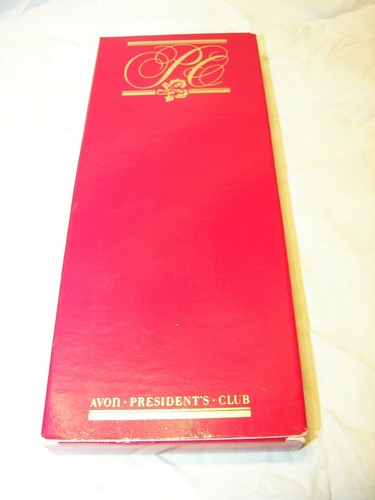 PC
AVON · PRESIDENT'S · CLUB